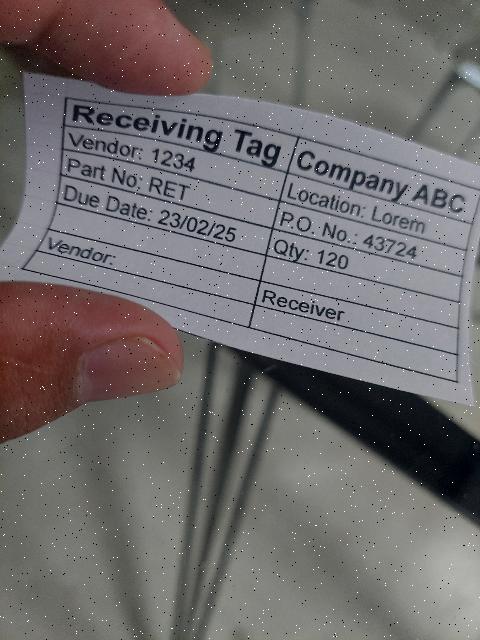 Receiving Tag Company ABC
Vendor: 1234 Location: Lorem
Part No: RET P.O. No.: 43724
Due Date: 23/02/25 Qty: 120
Vendor: Receiver